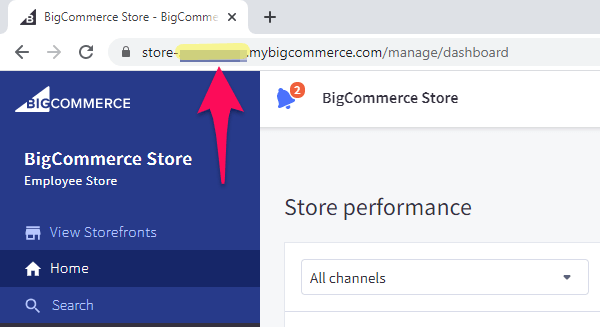 BigCommerce Store - BigComme
store- .mybigcommerce.com/manage/dashboard
BIGCOMMERCE
2
BigCommerce Store
BigCommerce Store
Employee Store
Store performance
View Storefronts
Home
All channels
Search